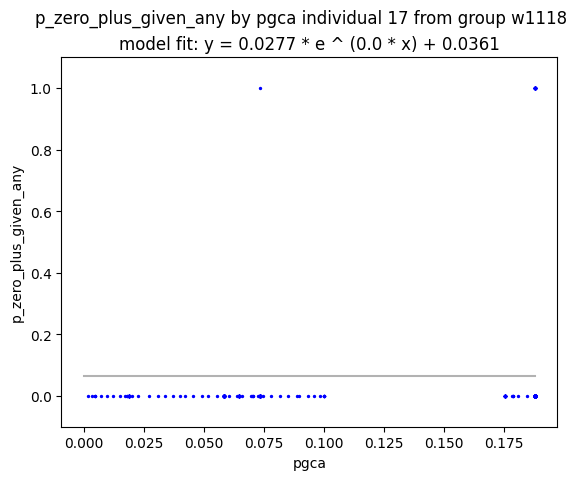 p_zero_plus_given_any by pgca individual 17 from group w1118
model fit: y = 0.0277 * e ^ (0.0 * x) + 0.0361
1.0
0.8
0.6
0.4
0.2
0.0
p_zero_plus_given_any
0.000 0.025 0.050 0.075 0.100 0.125 0.150 0.175
pgca